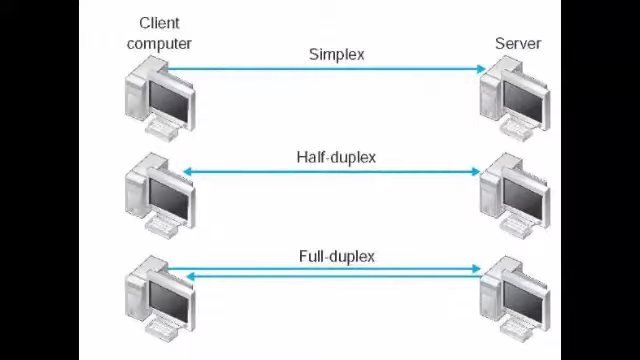 Client
computer
Server
Simplex
Half-duplex
Full-duplex